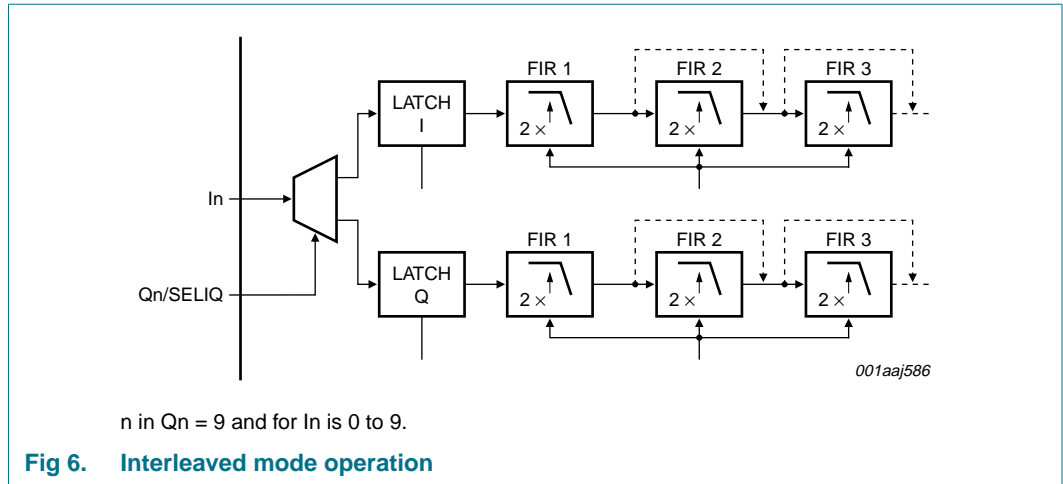 FIR 1 FIR 2 FIR 3
LATCH
I
2 × 2 × 2 ×
In
FIR 1 FIR 2 FIR 3
LATCH
Q
Qn/SELIQ
2 × 2 × 2 ×
001aaj586
n in Qn = 9 and for In is 0 to 9.
Fig 6. Interleaved mode operation